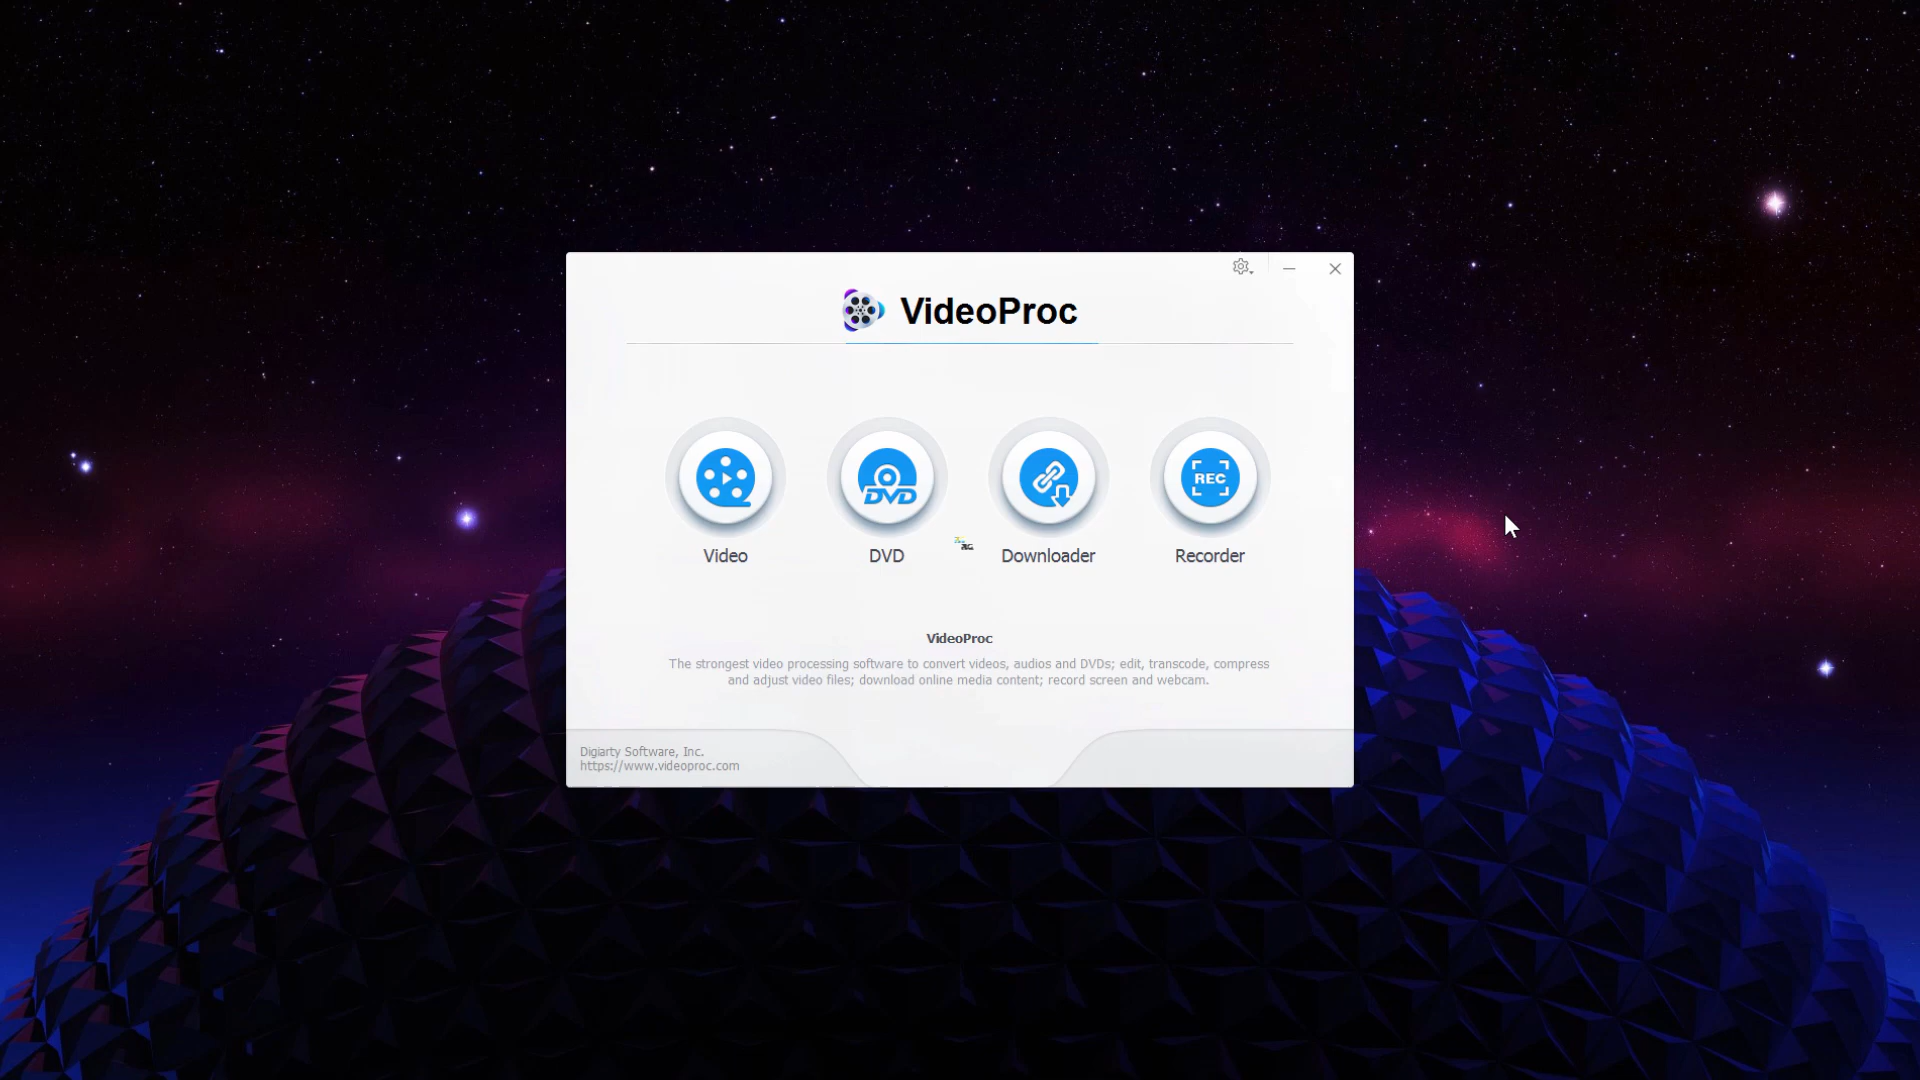 VideoProc
DVD
REC
Video
DVD
Downloader
Recorder
VideoProc
The strongest video processing software to convert videos, audios and DVDs; edit, transcode, compress
and adjust video files; download online media content; record screen and webcam.
Digiarty Software, Inc.
https://www.videoproc.com